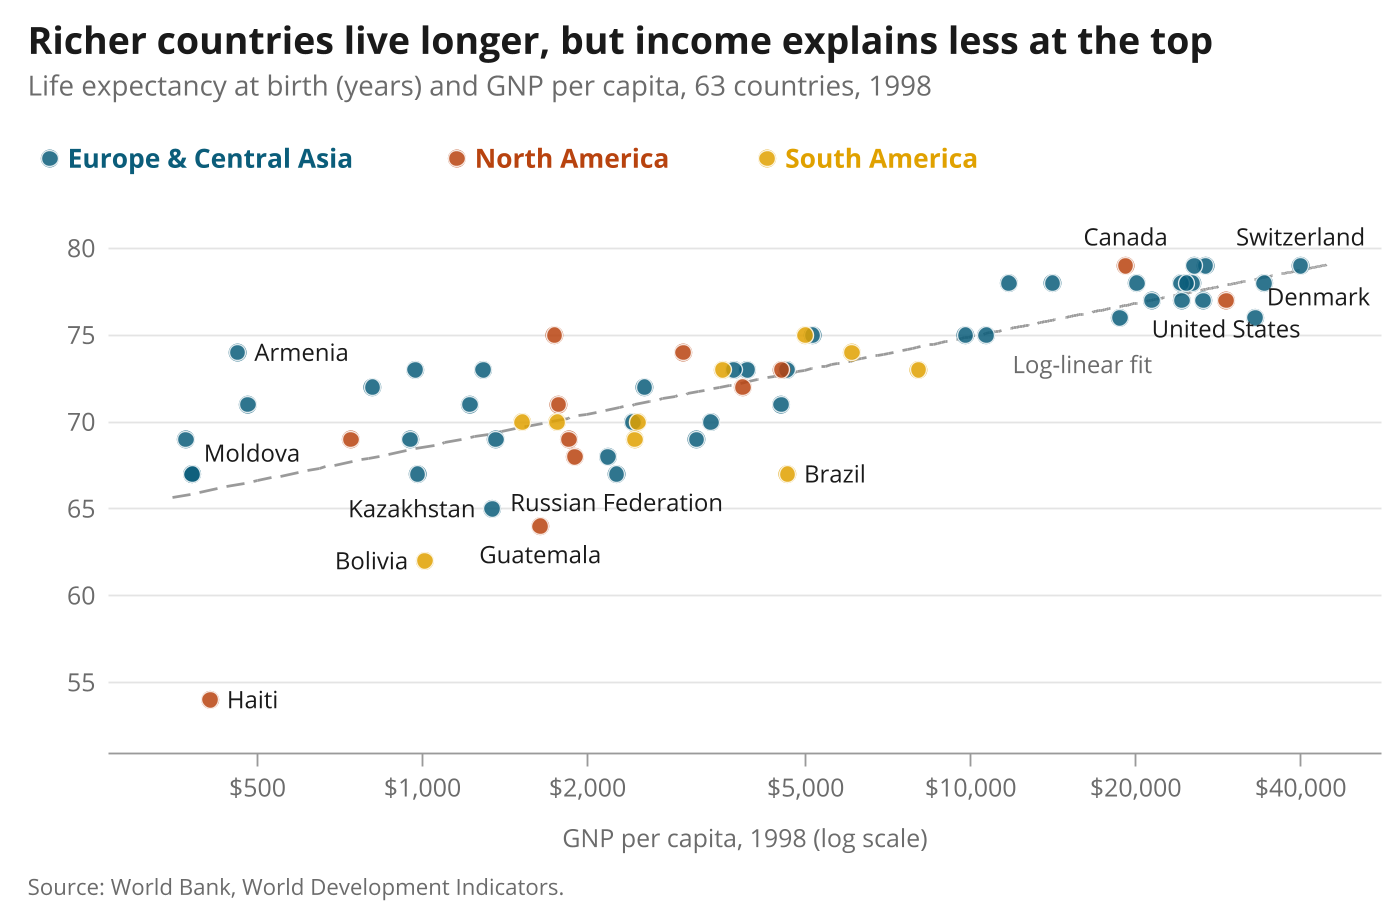 Richer countries live longer, but income explains less at the top
Life expectancy at birth (years) and GNP per capita, 63 countries, 1998
Europe & Central Asia North America South America
Canada Switzerland
80
Denmark
United States
75
Armenia
Log-linear fit
70
Moldova
Brazil
Russian Federation
65
Kazakhstan
Guatemala
Bolivia
60
55
Haiti
$500 $1,000 $2,000 $5,000 $10,000 $20,000 $40,000
GNP per capita, 1998 (log scale)
Source: World Bank, World Development Indicators.